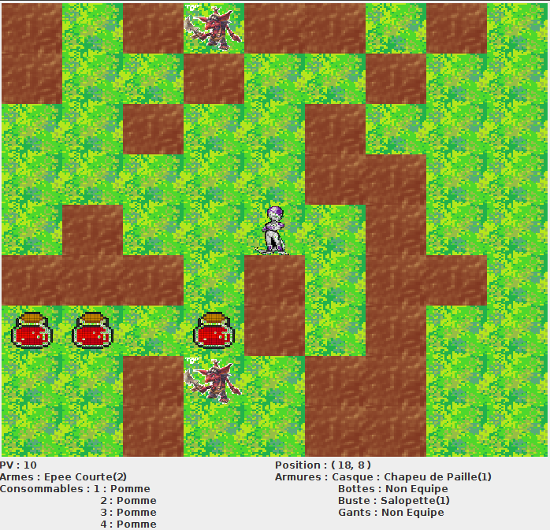 PV : 10
Armes : Epee Courte(2)
Consommables : 1 : Pomme
2 : Pomme
3 : Pomme
4 : Pomme
Position : ( 18, 8 )
Armures : Casque : Chapeu de Paille(1)
Bottes : Non Equipe
Buste : Salopette(1)
Gants : Non Equipe